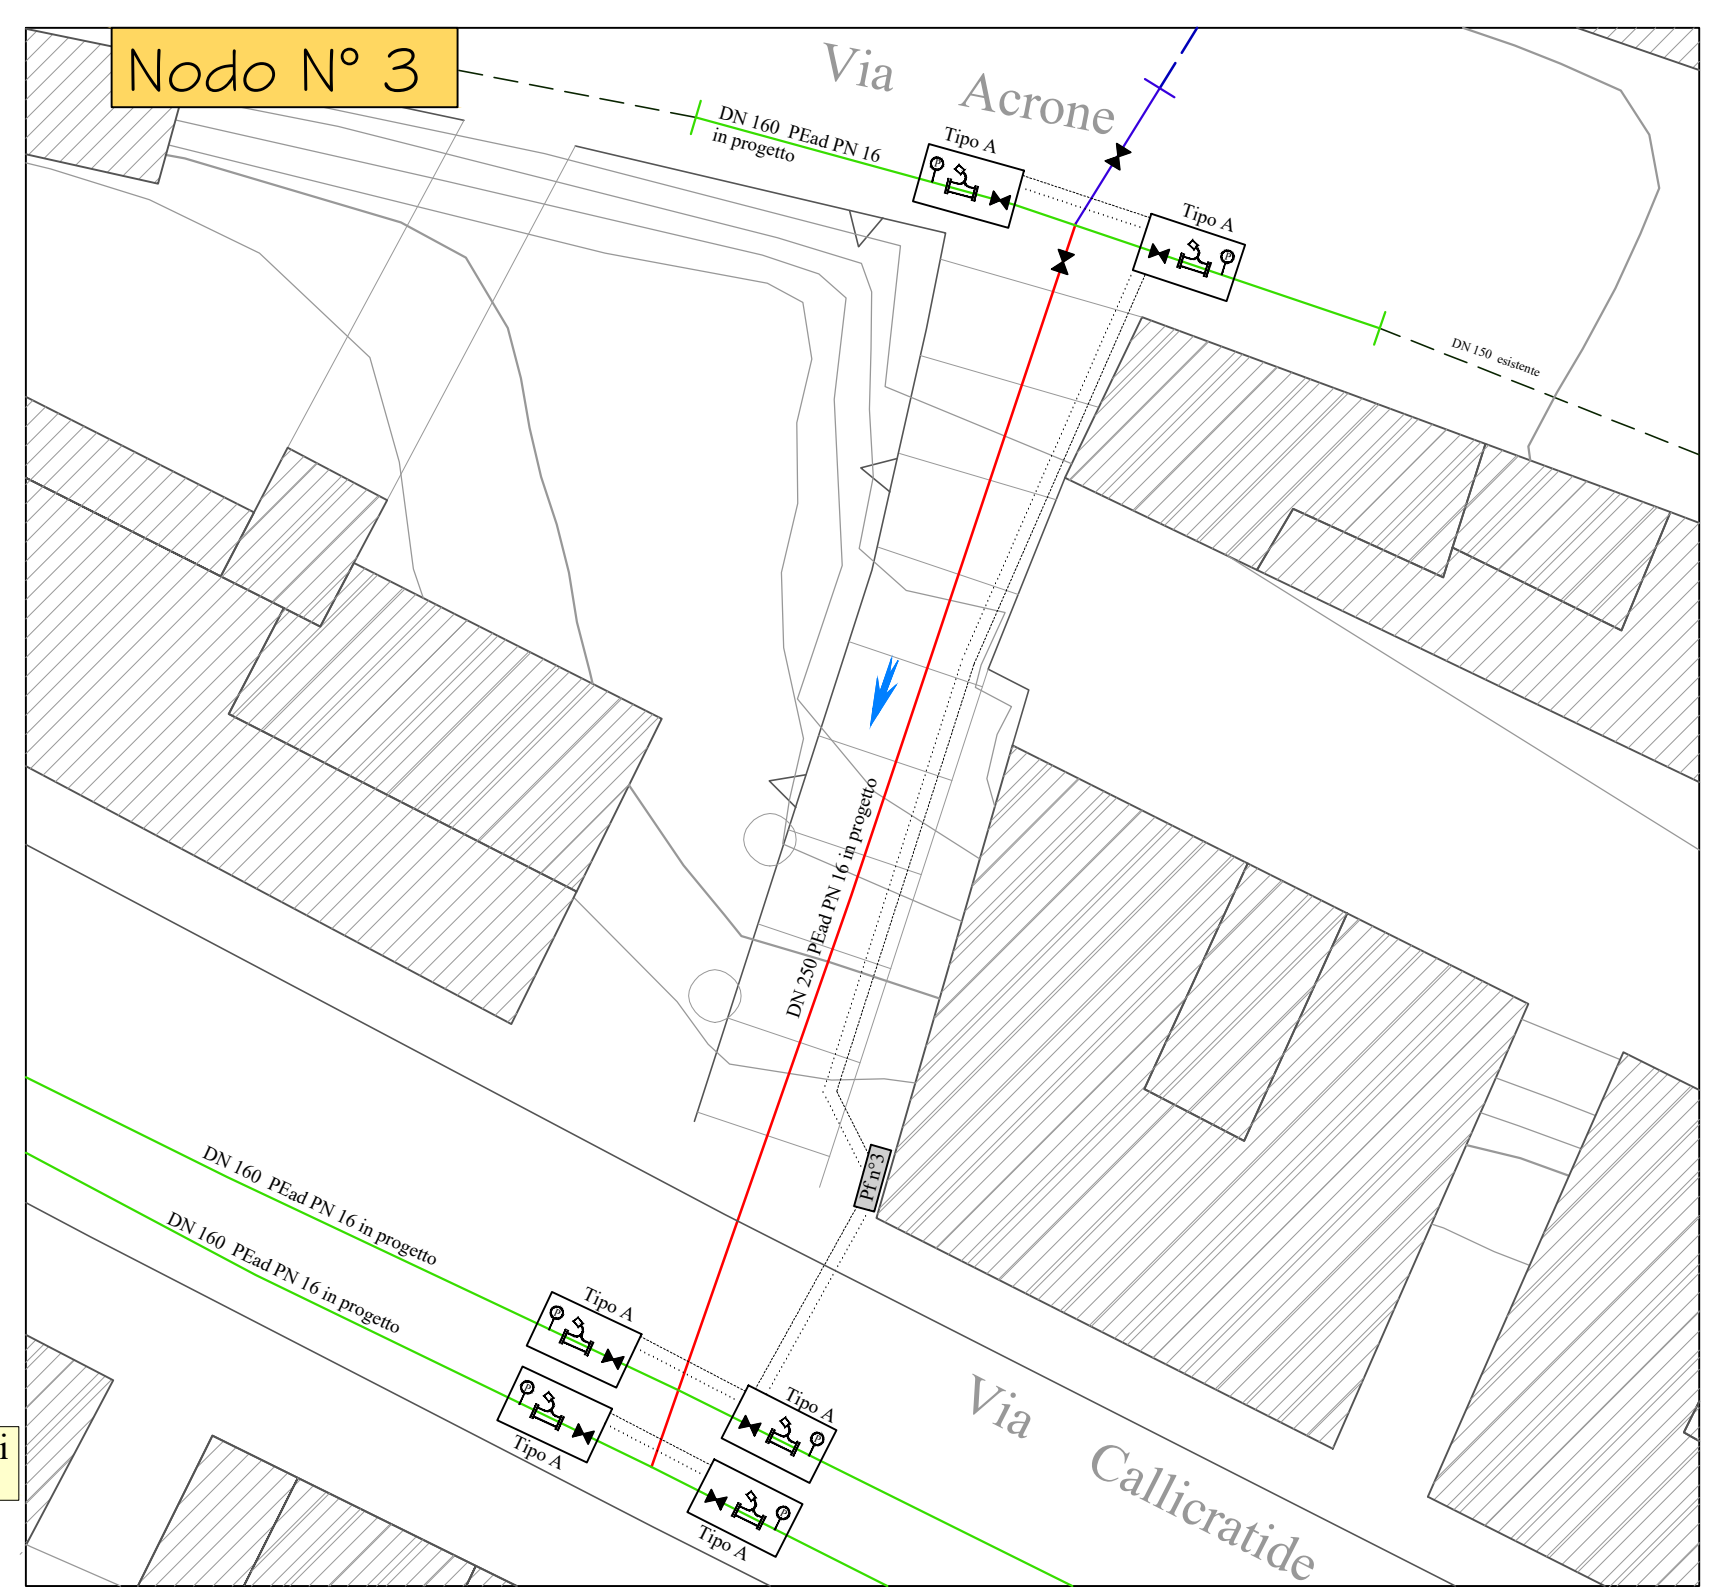 Nodo N° 3
Via Acrone
DN 160 PEad PN 16
in progetto
Tipo A
P
Tipo A
P
DN 150 esistente
DN 250 PEad PN 16 in progetto
Pf n°3
DN 160 PEad PN 16 in progetto
DN 160 PEad PN 16 in progetto
Tipo A
P
P
Tipo A
Tipo A
P
P
Tipo A
Via Callicratide
i